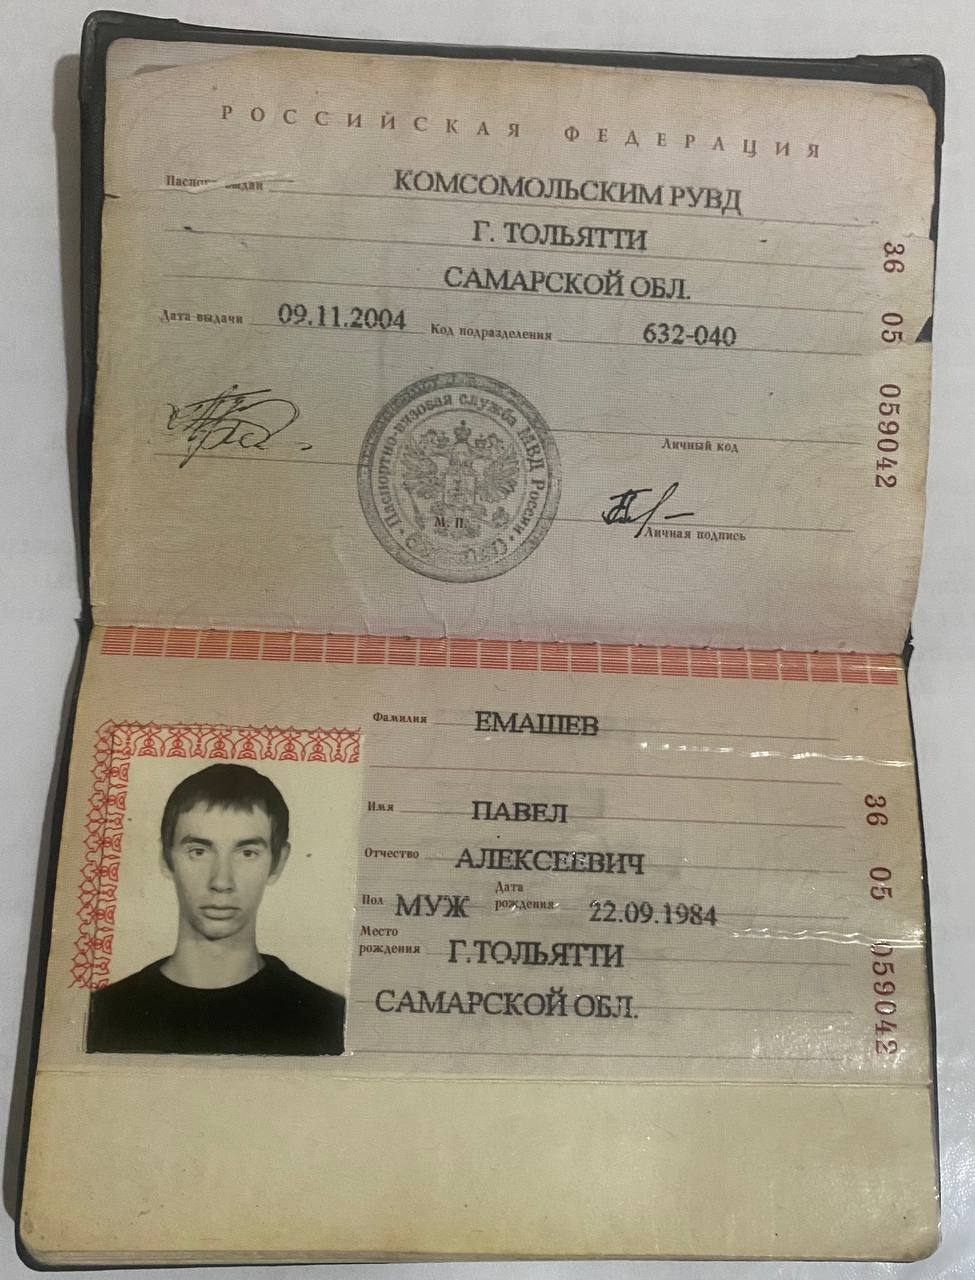 РОССИЙСКАЯ ФЕДЕРАЦИЯ
Паспорт выдан КОМСОМОЛЬСКИМ РУВД
Г. ТОЛЬЯТТИ
САМАРСКОЙ ОБЛ.
Дата выдачи 09.11.2004 Код подразделения 632-040
36 05 059042
Личный код
Паспортно-визовая служба МВД России
М. П.
Личная подпись
Фамилия ЕМАШЕВ
Имя ПАВЕЛ
Отчество АЛЕКСЕЕВИЧ
Пол МУЖ Дата рождения 22.09.1984
Место рождения Г.ТОЛЬЯТТИ
САМАРСКОЙ ОБЛ.
36 05 059042